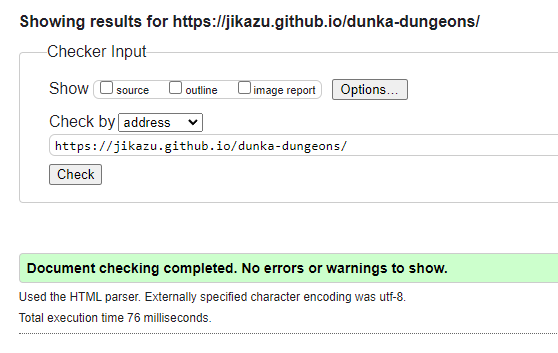 Showing results for https://jikazu.github.io/dunka-dungeons/
Checker Input
Show source outline image report Options...
Check by address
https://jikazu.github.io/dunka-dungeons/
Check
Document checking completed. No errors or warnings to show.
Used the HTML parser. Externally specified character encoding was utf-8.
Total execution time 76 milliseconds.